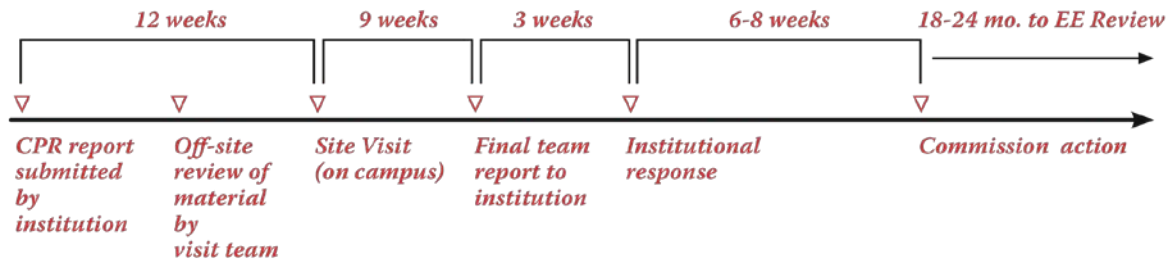 12 weeks
9 weeks
3 weeks
6-8 weeks
18-24 mo. to EE Review
CPR report
submitted
by
institution
Off-site
review of
material
by
visit team
Site Visit
(on campus)
Final team
report to
institution
Institutional
response
Commission action